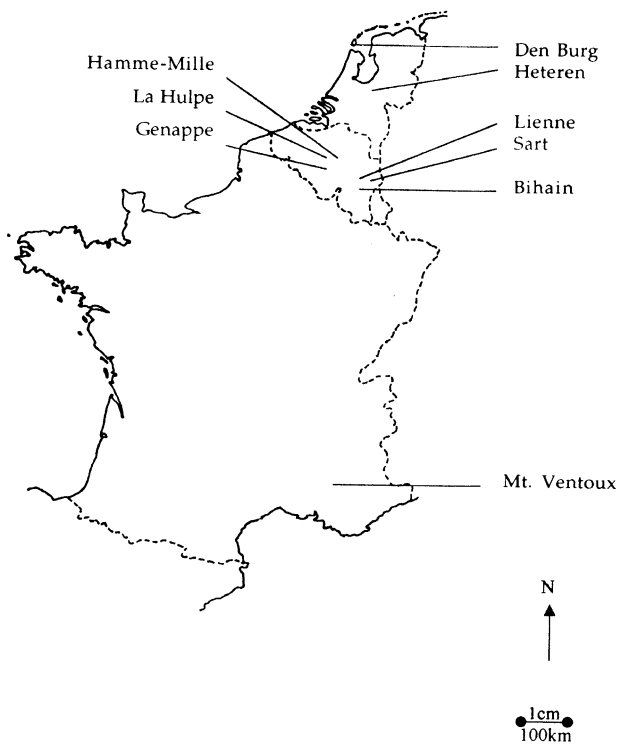 Hamme-Mille
La Hulpe
Genappe
Den Burg
Heteren
Lienne
Sart
Bihain
Mt. Ventoux
N
1cm
100km